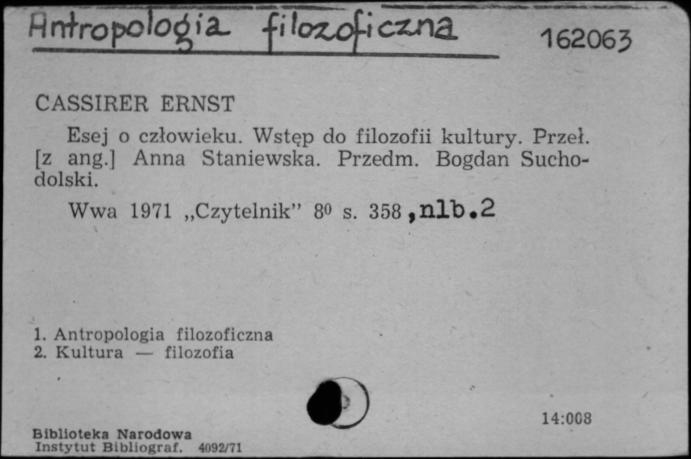 Antropologia filozoficzna
162063
CASSIRER ERNST
Esej o człowieku. Wstęp do filozofii kultury. Przeł.
[z ang.] Anna Staniewska. Przedm. Bogdan Sucho-
dolski.
Wwa 1971 „Czytelnik” 8⁰ s. 358,nlb.2
1. Antropologia filozoficzna
2. Kultura — filozofia
14:008
Biblioteka Narodowa
Instytut Bibliograf. 4092/71